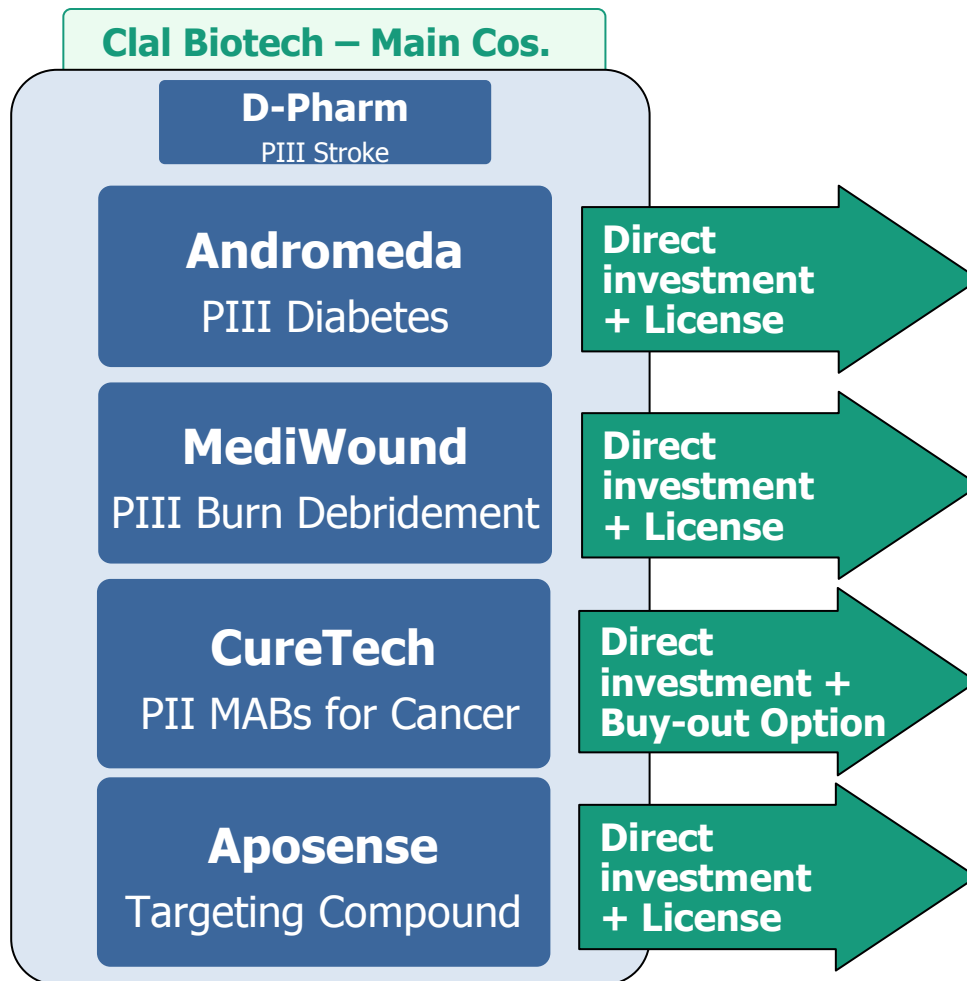 Clal Biotech – Main Cos.
D-Pharm
PIII Stroke
Andromeda
PIII Diabetes
Direct
investment
+ License
MediWound
PIII Burn Debridement
Direct
investment
+ License
CureTech
PII MABs for Cancer
Direct
investment +
Buy-out Option
Aposense
Targeting Compound
Direct
investment
+ License